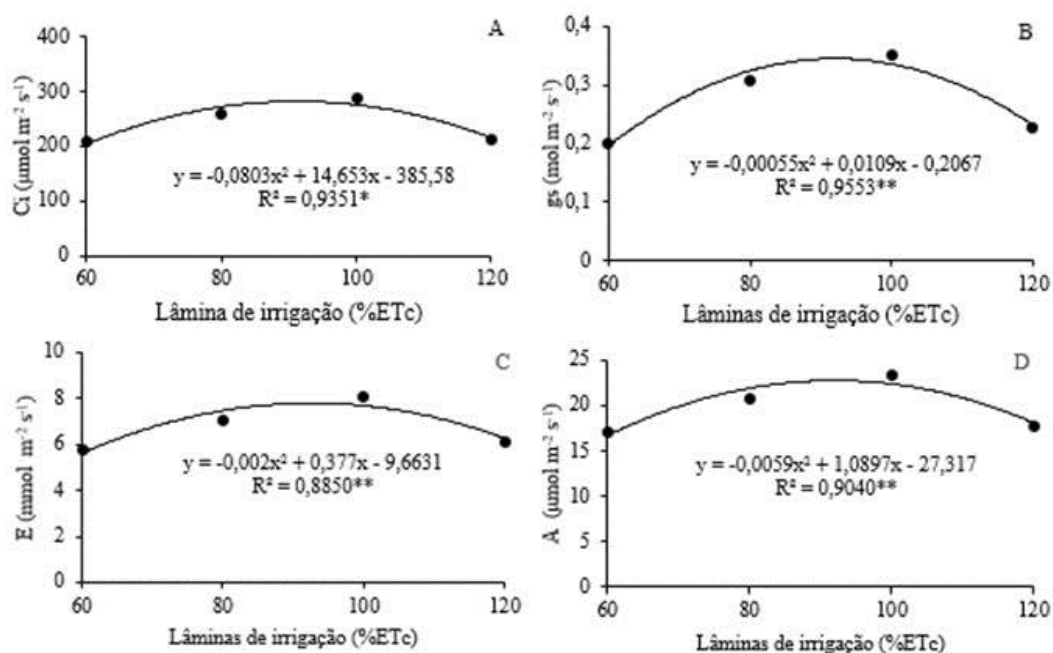 A
400
300
200
100
0
Ci (µmol m⁻² s⁻¹)
y = -0,0803x² + 14,653x - 385,58
R² = 0,9351*
60 80 100 120
Lâmina de irrigação (%ETc)
B
0,4
0,3
0,2
0,1
0
gs (mol m⁻² s⁻¹)
y = -0,00055x² + 0,0109x - 0,2067
R² = 0,9553**
60 80 100 120
Lâminas de irrigação (%ETc)
C
10
8
6
4
2
0
E (mmol m⁻² s⁻¹)
y = -0,002x² + 0,377x - 9,6631
R² = 0,8850**
60 80 100 120
Lâminas de irrigação (%ETc)
D
25
20
15
10
5
0
A (µmol m⁻² s⁻¹)
y = -0,0059x² + 1,0897x - 27,317
R² = 0,9040**
60 80 100 120
Lâminas de irrigação (%ETc)